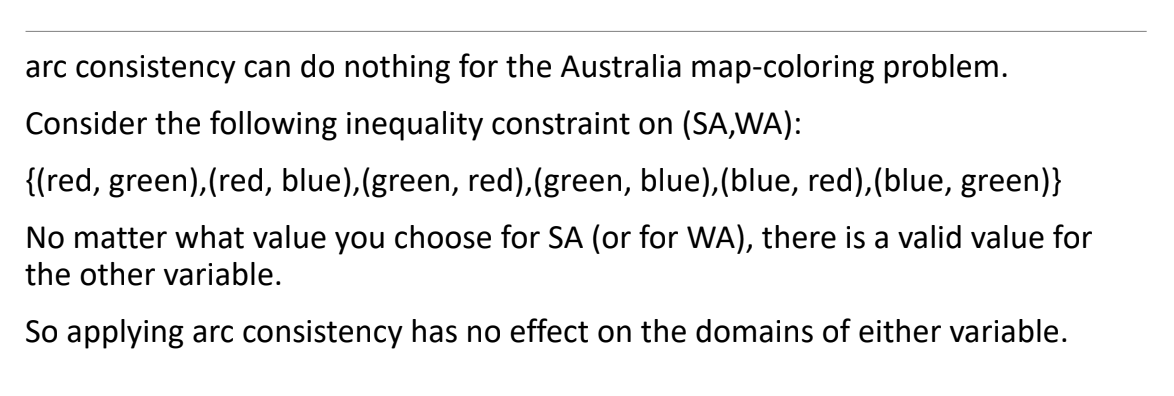 arc consistency can do nothing for the Australia map-coloring problem.
Consider the following inequality constraint on (SA,WA):
{(red, green),(red, blue),(green, red),(green, blue),(blue, red),(blue, green)}
No matter what value you choose for SA (or for WA), there is a valid value for
the other variable.
So applying arc consistency has no effect on the domains of either variable.